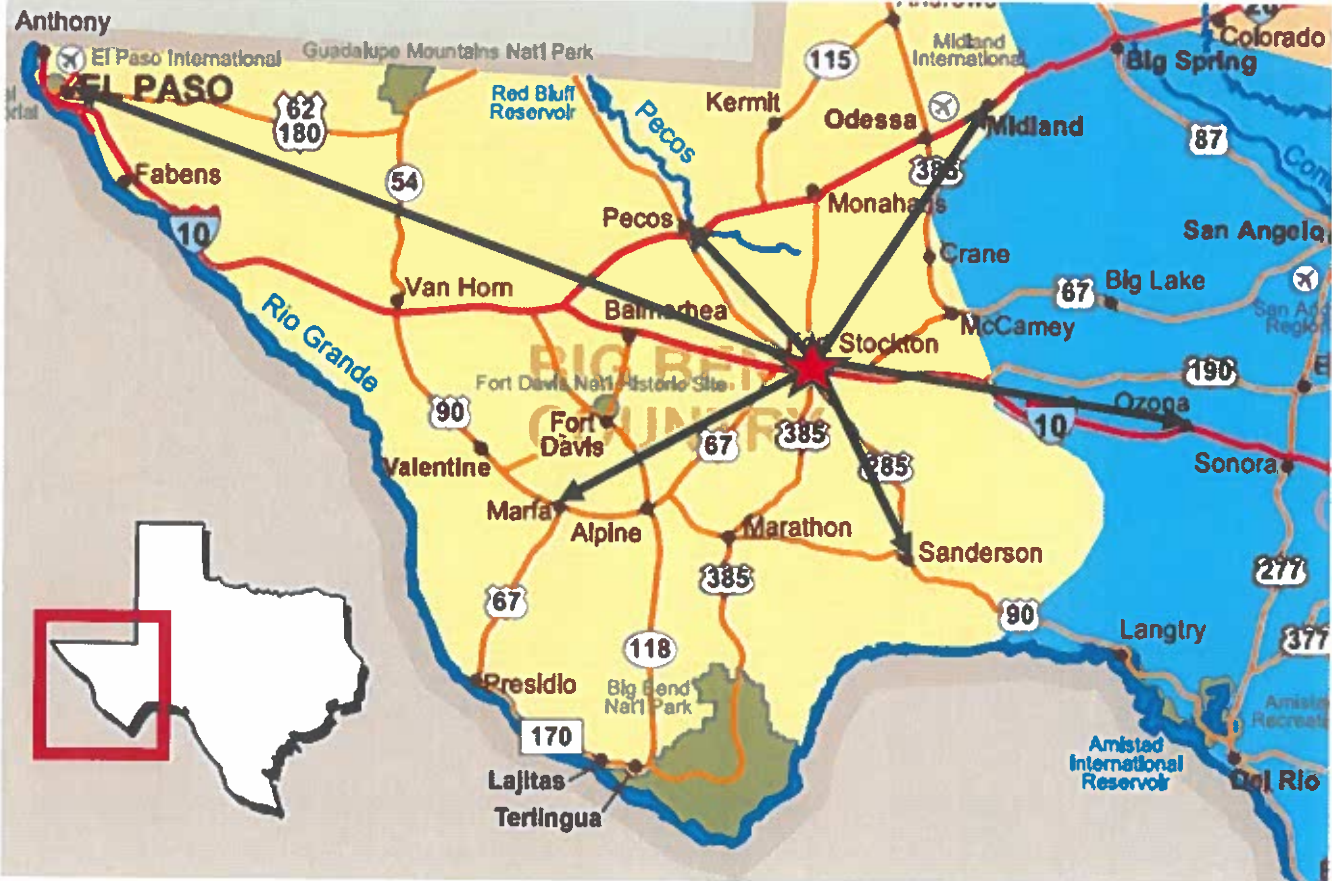 Anthony
El Paso International
Guadalupe Mountains Nat'l Park
EL PASO
62
180
Red Bluff
Reservoir
Pecos
Kermit
115
Midland
International
Odessa
Midland
Big Spring
Colorado
20
87
Fabens
54
385
10
Pecos
Monahans
San Angelo
Crane
Van Horn
Rio Grande
Balmorhea
67
Big Lake
McCamey
Stockton
BIG BEND
COUNTRY
Fort Davis Nat'l Historic Site
190
Ozona
10
90
Fort
Davis
67
385
285
Valentine
Sonora
Marfa
Alpine
Marathon
Sanderson
385
277
67
90
Langtry
118
377
Presidio
Big Bend
Nat'l Park
170
Amistad
International
Reservoir
Lajitas
Terlingua
Del Rio